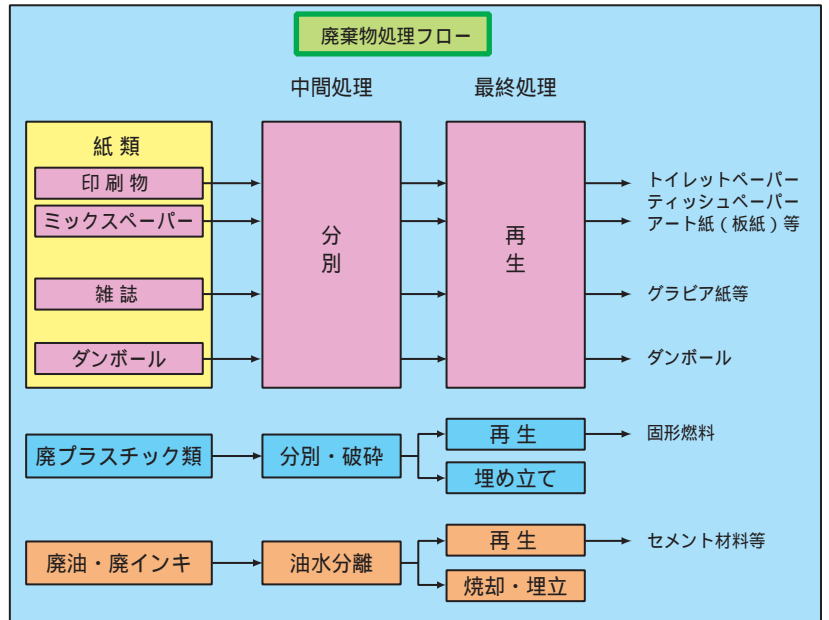 廃棄物処理フロー
中間処理
最終処理
紙 類
印 刷 物
ミックスペーパー
雑 誌
ダンボール
分
別
再
生
トイレットペーパー
ティッシュペーパー
アート紙（板紙）等
グラビア紙等
ダンボール
廃プラスチック類
分別・破砕
再 生
埋め立て
固形燃料
廃油・廃インキ
油水分離
再 生
焼却・埋立
セメント材料等